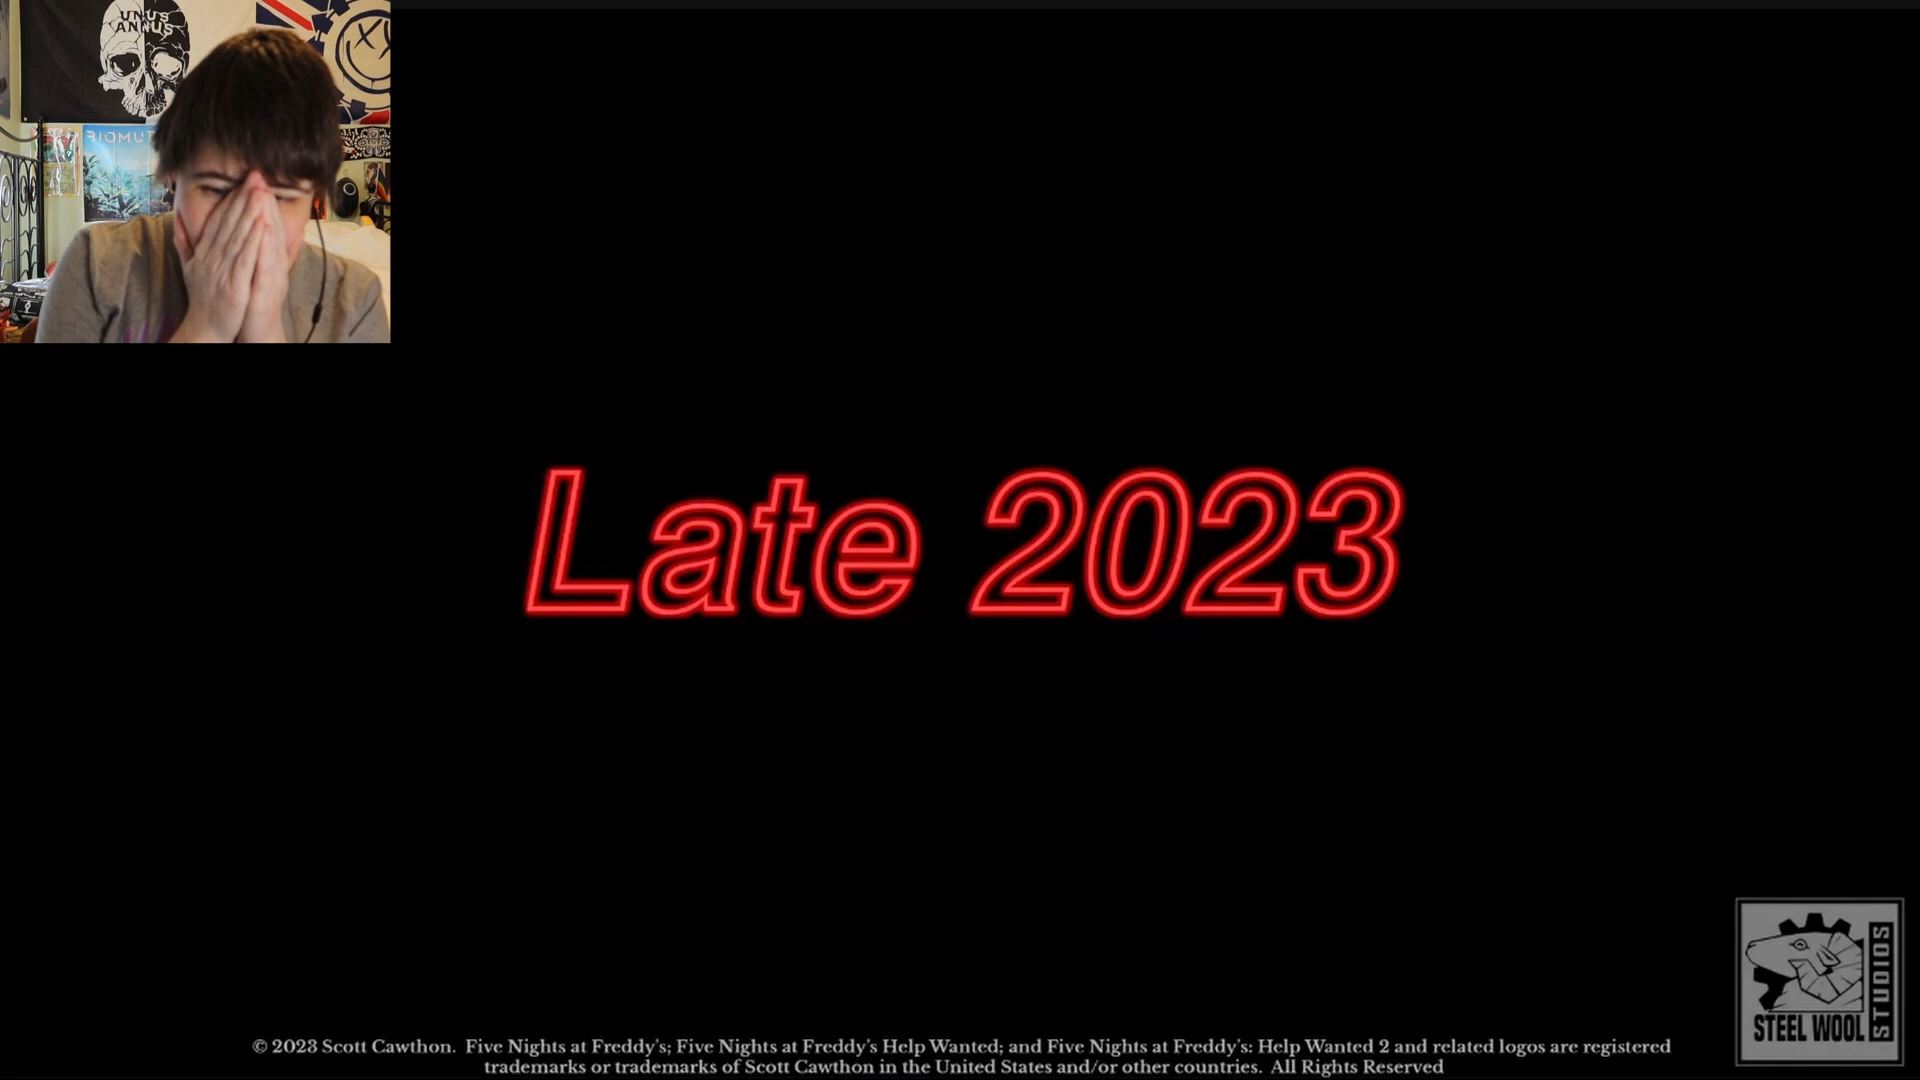 UNUS
ANNUS
Late 2023
STEEL WOOL
STUDIOS
© 2023 Scott Cawthon. Five Nights at Freddy's; Five Nights at Freddy's Help Wanted; and Five Nights at Freddy's: Help Wanted 2 and related logos are registered
trademarks or trademarks of Scott Cawthon in the United States and/or other countries. All Rights Reserved